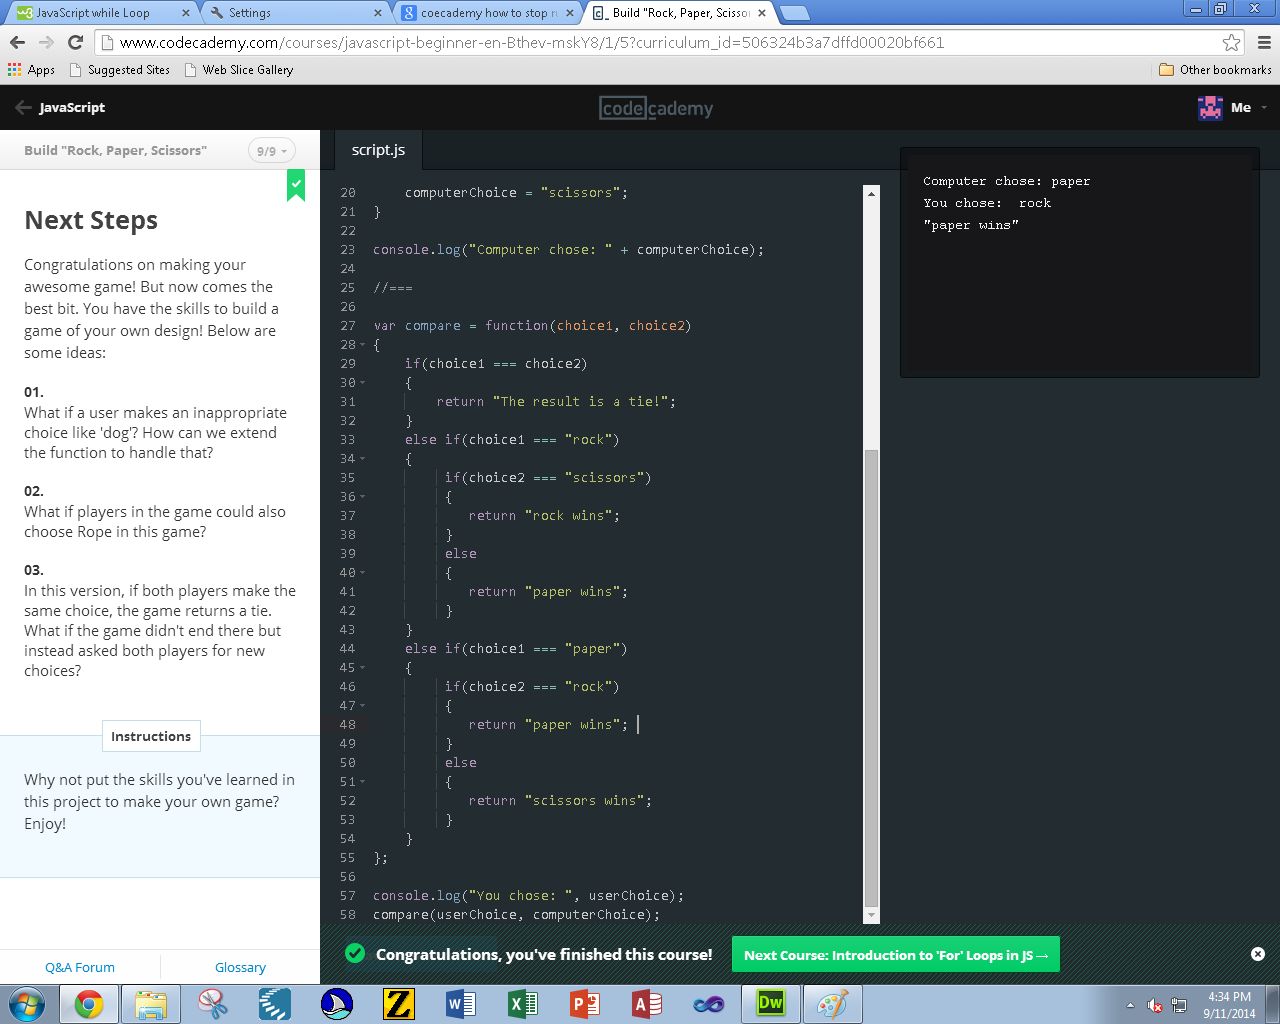 JavaScript while Loop
Settings
coecademy how to stop r
Build "Rock, Paper, Scissor
www.codecademy.com/courses/javascript-beginner-en-Bthev-mskY8/1/5?curriculum_id=506324b3a7dffd00020bf661
Apps
Suggested Sites
Web Slice Gallery
Other bookmarks
JavaScript
codecademy
Me
Build "Rock, Paper, Scissors"
9/9
Next Steps
Congratulations on making your
awesome game! But now comes the
best bit. You have the skills to build a
game of your own design! Below are
some ideas:
01.
What if a user makes an inappropriate
choice like 'dog'? How can we extend
the function to handle that?
02.
What if players in the game could also
choose Rope in this game?
03.
In this version, if both players make the
same choice, the game returns a tie.
What if the game didn't end there but
instead asked both players for new
choices?
Instructions
Why not put the skills you've learned in
this project to make your own game?
Enjoy!
Q&A Forum
Glossary
script.js
20 computerChoice = "scissors";
21 }
22
23 console.log("Computer chose: " + computerChoice);
24
25 //===
26
27 var compare = function(choice1, choice2)
28 {
29 if(choice1 === choice2)
30 {
31 return "The result is a tie!";
32 }
33 else if(choice1 === "rock")
34 {
35 if(choice2 === "scissors")
36 {
37 return "rock wins";
38 }
39 else
40 {
41 return "paper wins";
42 }
43 }
44 else if(choice1 === "paper")
45 {
46 if(choice2 === "rock")
47 {
48 return "paper wins";
49 }
50 else
51 {
52 return "scissors wins";
53 }
54 }
55 };
56
57 console.log("You chose: ", userChoice);
58 compare(userChoice, computerChoice);
Computer chose: paper
You chose:  rock
"paper wins"
Congratulations, you've finished this course!
Next Course: Introduction to 'For' Loops in JS→
4:34 PM
9/11/2014